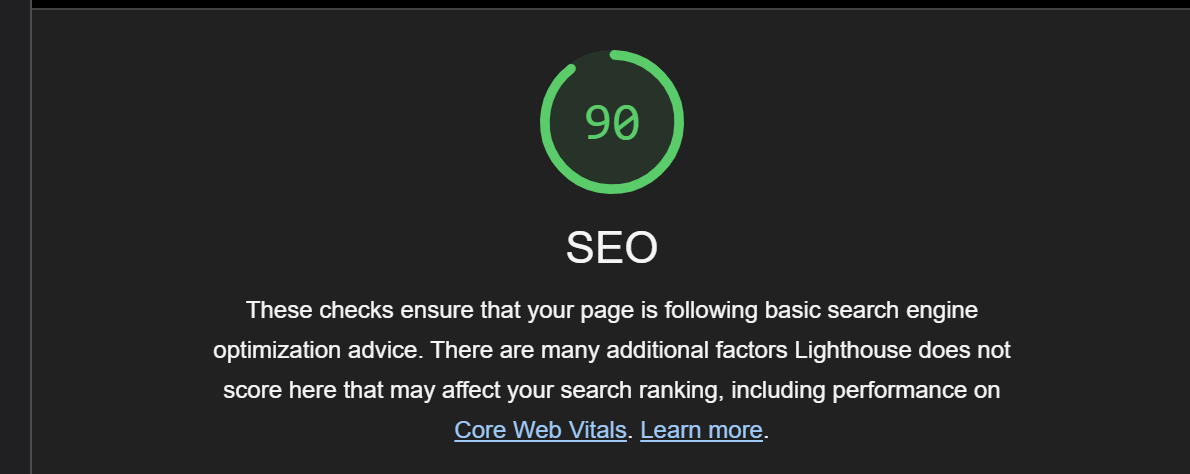 90
SEO
These checks ensure that your page is following basic search engine
optimization advice. There are many additional factors Lighthouse does not
score here that may affect your search ranking, including performance on
Core Web Vitals. Learn more.